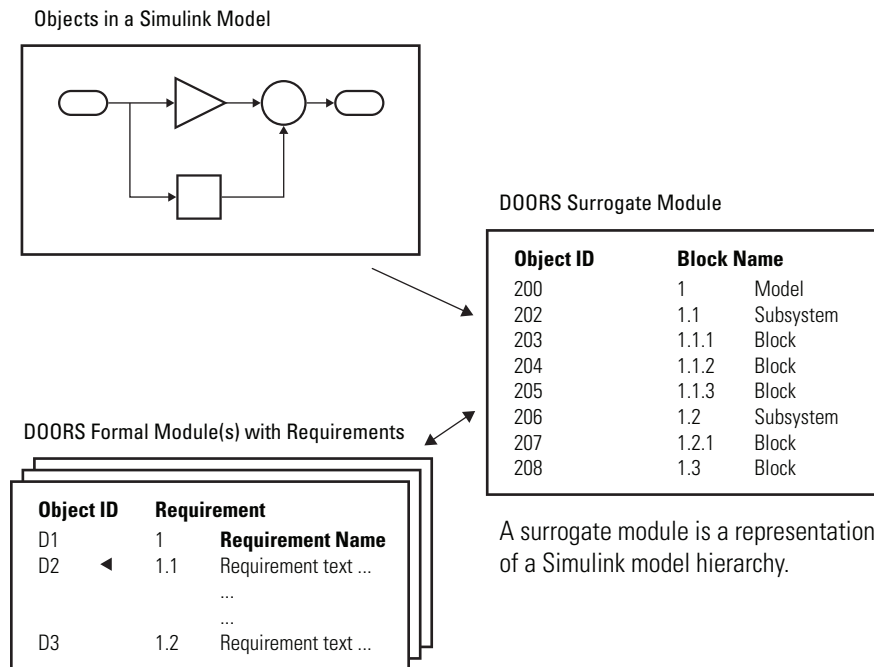 Objects in a Simulink Model
DOORS Surrogate Module
Object ID Block Name
200 1 Model
202 1.1 Subsystem
203 1.1.1 Block
204 1.1.2 Block
205 1.1.3 Block
206 1.2 Subsystem
207 1.2.1 Block
208 1.3 Block
A surrogate module is a representation
of a Simulink model hierarchy.
DOORS Formal Module(s) with Requirements
Object ID Requirement
D1 1 Requirement Name
D2 ◀ 1.1 Requirement text ...
...
...
D3 1.2 Requirement text ...